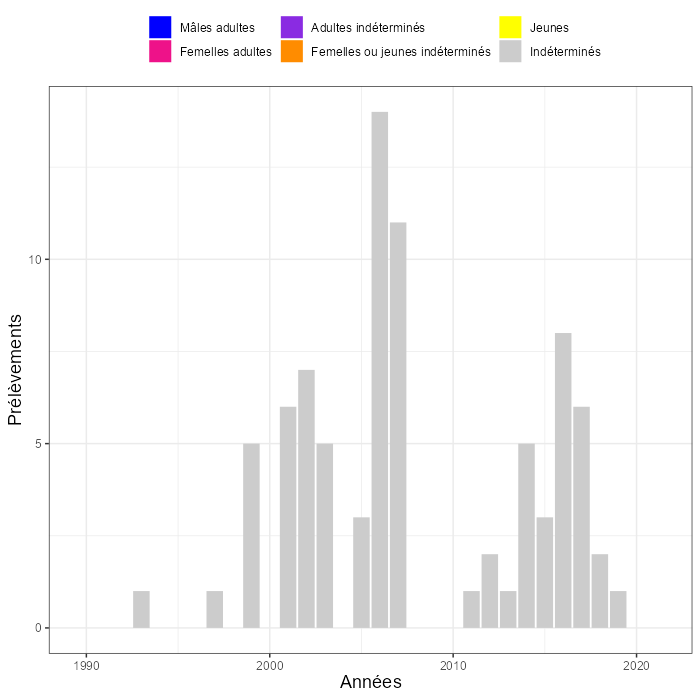 Mâles adultes Adultes indéterminés Jeunes
Femelles adultes Femelles ou jeunes indéterminés Indéterminés
10
5
0
Prélèvements
1990 2000 2010 2020
Années